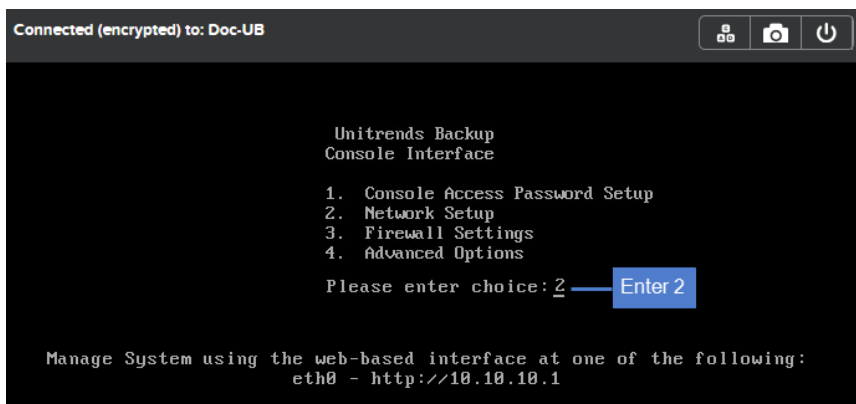 Connected (encrypted) to: Doc-UB
Unitrends Backup
Console Interface
1. Console Access Password Setup
2. Network Setup
3. Firewall Settings
4. Advanced Options
Please enter choice:2
Enter 2
Manage System using the web-based interface at one of the following:
eth0 - http://10.10.10.1